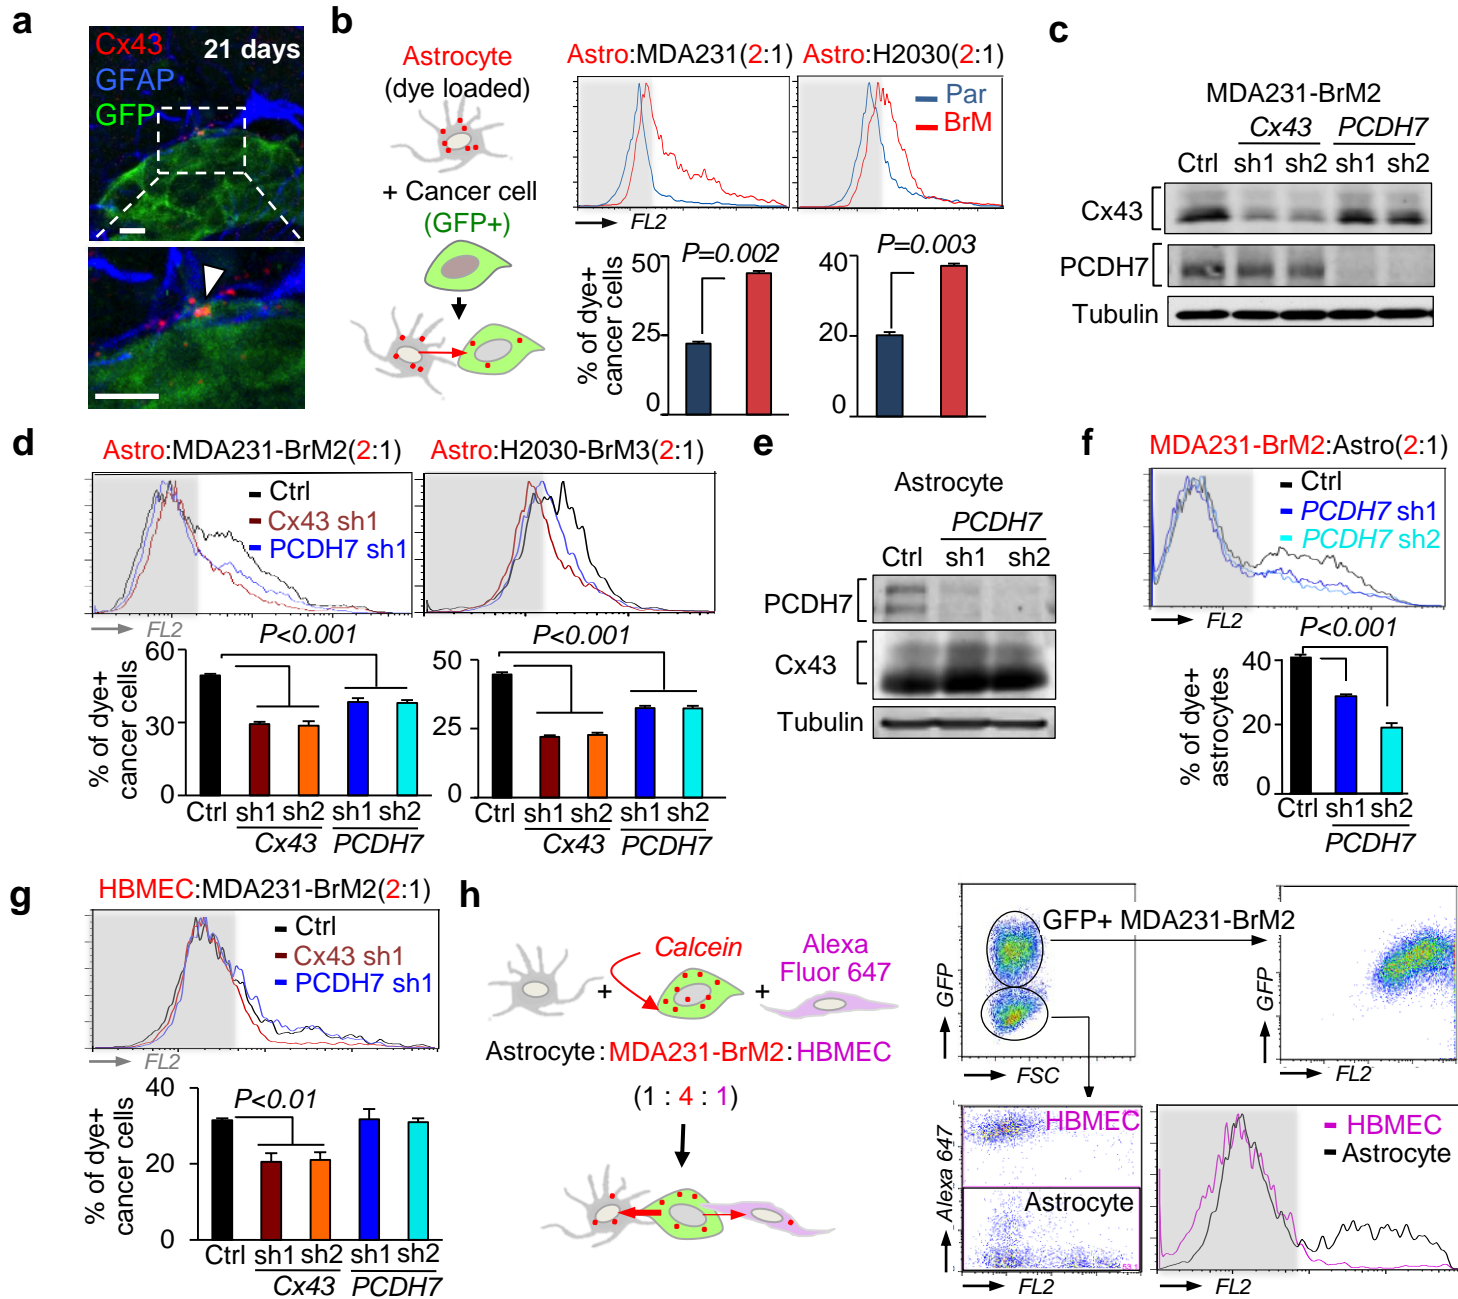 a
Cx43
21 days
GFAP
GFP
b
Astrocyte
(dye loaded)
+ Cancer cell
(GFP+)
Astro:MDA231(2:1)
Astro:H2030(2:1)
Par
BrM
FL2
P=0.002
P=0.003
% of dye+
cancer cells
50
25
0
40
20
0
c
MDA231-BrM2
Cx43 PCDH7
Ctrl sh1 sh2 sh1 sh2
Cx43
PCDH7
Tubulin
d
Astro:MDA231-BrM2(2:1)
Astro:H2030-BrM3(2:1)
Ctrl
Cx43 sh1
PCDH7 sh1
FL2
P<0.001
P<0.001
% of dye+
cancer cells
60
30
0
50
25
0
Ctrl sh1 sh2 sh1 sh2
Cx43 PCDH7
Ctrl sh1 sh2 sh1 sh2
Cx43 PCDH7
e
Astrocyte
PCDH7
Ctrl sh1 sh2
PCDH7
Cx43
Tubulin
f
MDA231-BrM2:Astro(2:1)
Ctrl
PCDH7 sh1
PCDH7 sh2
FL2
P<0.001
% of dye+
astrocytes
40
20
0
Ctrl sh1 sh2
PCDH7
g
HBMEC:MDA231-BrM2(2:1)
Ctrl
Cx43 sh1
PCDH7 sh1
FL2
P<0.01
% of dye+
cancer cells
40
20
0
Ctrl sh1 sh2 sh1 sh2
Cx43 PCDH7
h
Calcein
Alexa
Fluor 647
+
+
Astrocyte:MDA231-BrM2:HBMEC
(1 : 4 : 1)
GFP+ MDA231-BrM2
GFP
FSC
GFP
FL2
HBMEC
Astrocyte
Alexa 647
FL2
HBMEC
Astrocyte
FL2